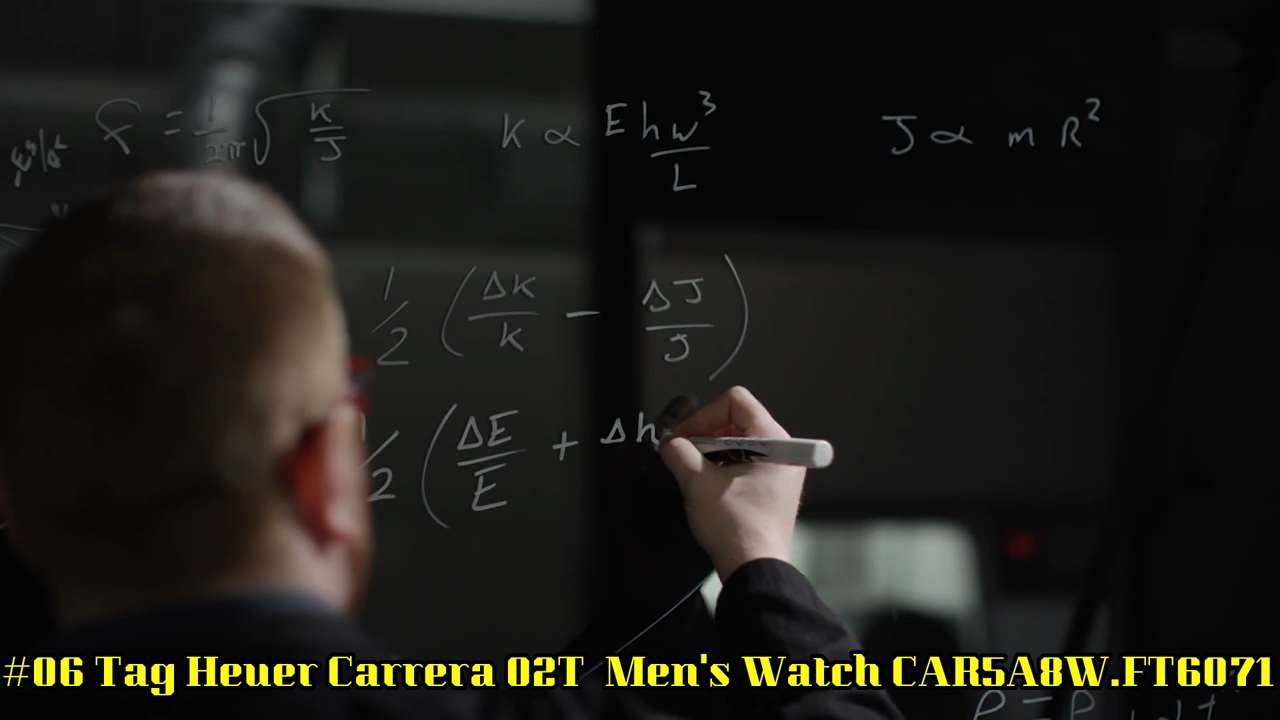 f = 1/2π √(K/J)   K ∝ Ehw³/L   J ∝ m R²
1/2 (ΔK/K − ΔJ/J)
1/2 (ΔE/E + Δh
#06 Tag Heuer Carrera 02T  Men's Watch CAR5A8W.FT6071